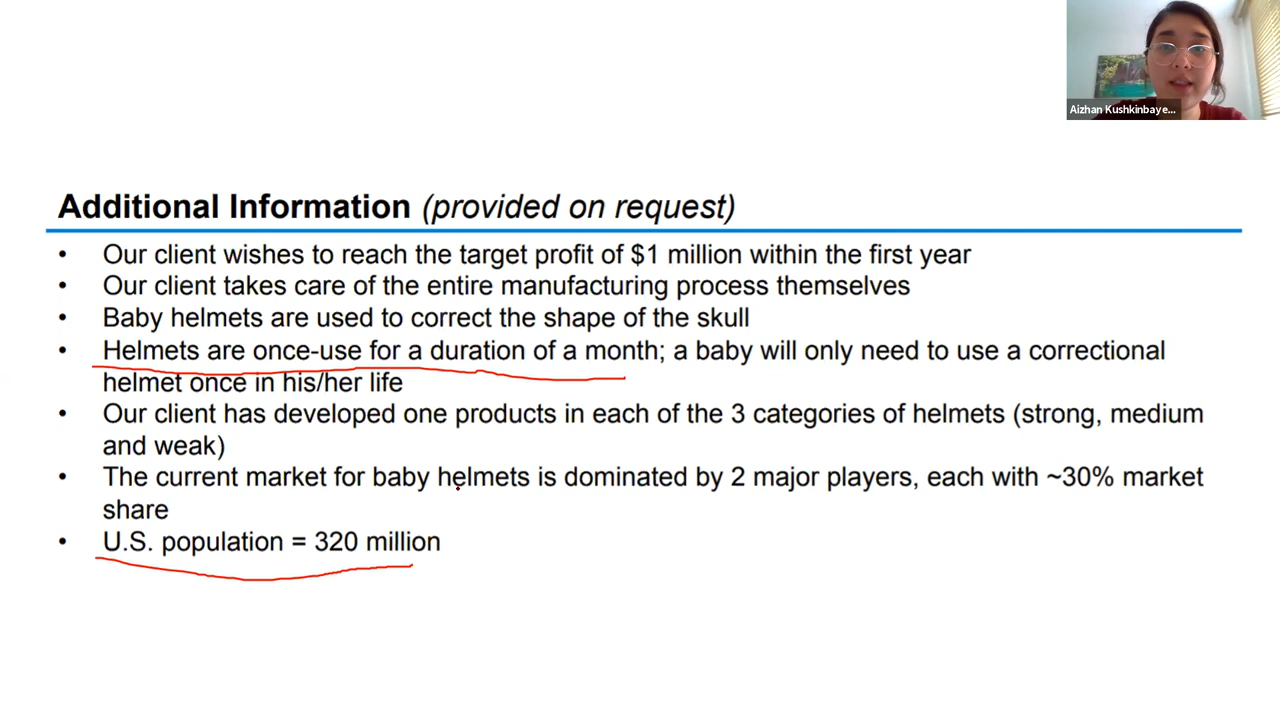 Aizhan Kushkinbaye...
Additional Information (provided on request)
• Our client wishes to reach the target profit of $1 million within the first year
• Our client takes care of the entire manufacturing process themselves
• Baby helmets are used to correct the shape of the skull
• Helmets are once-use for a duration of a month; a baby will only need to use a correctional
helmet once in his/her life
• Our client has developed one products in each of the 3 categories of helmets (strong, medium
and weak)
• The current market for baby helmets is dominated by 2 major players, each with ~30% market
share
• U.S. population = 320 million